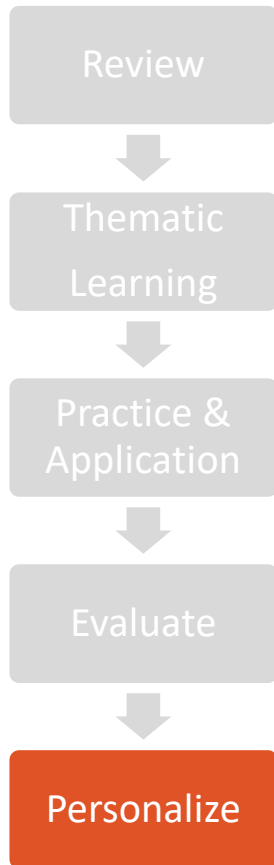 Review
Thematic
Learning
Practice &
Application
Evaluate
Personalize